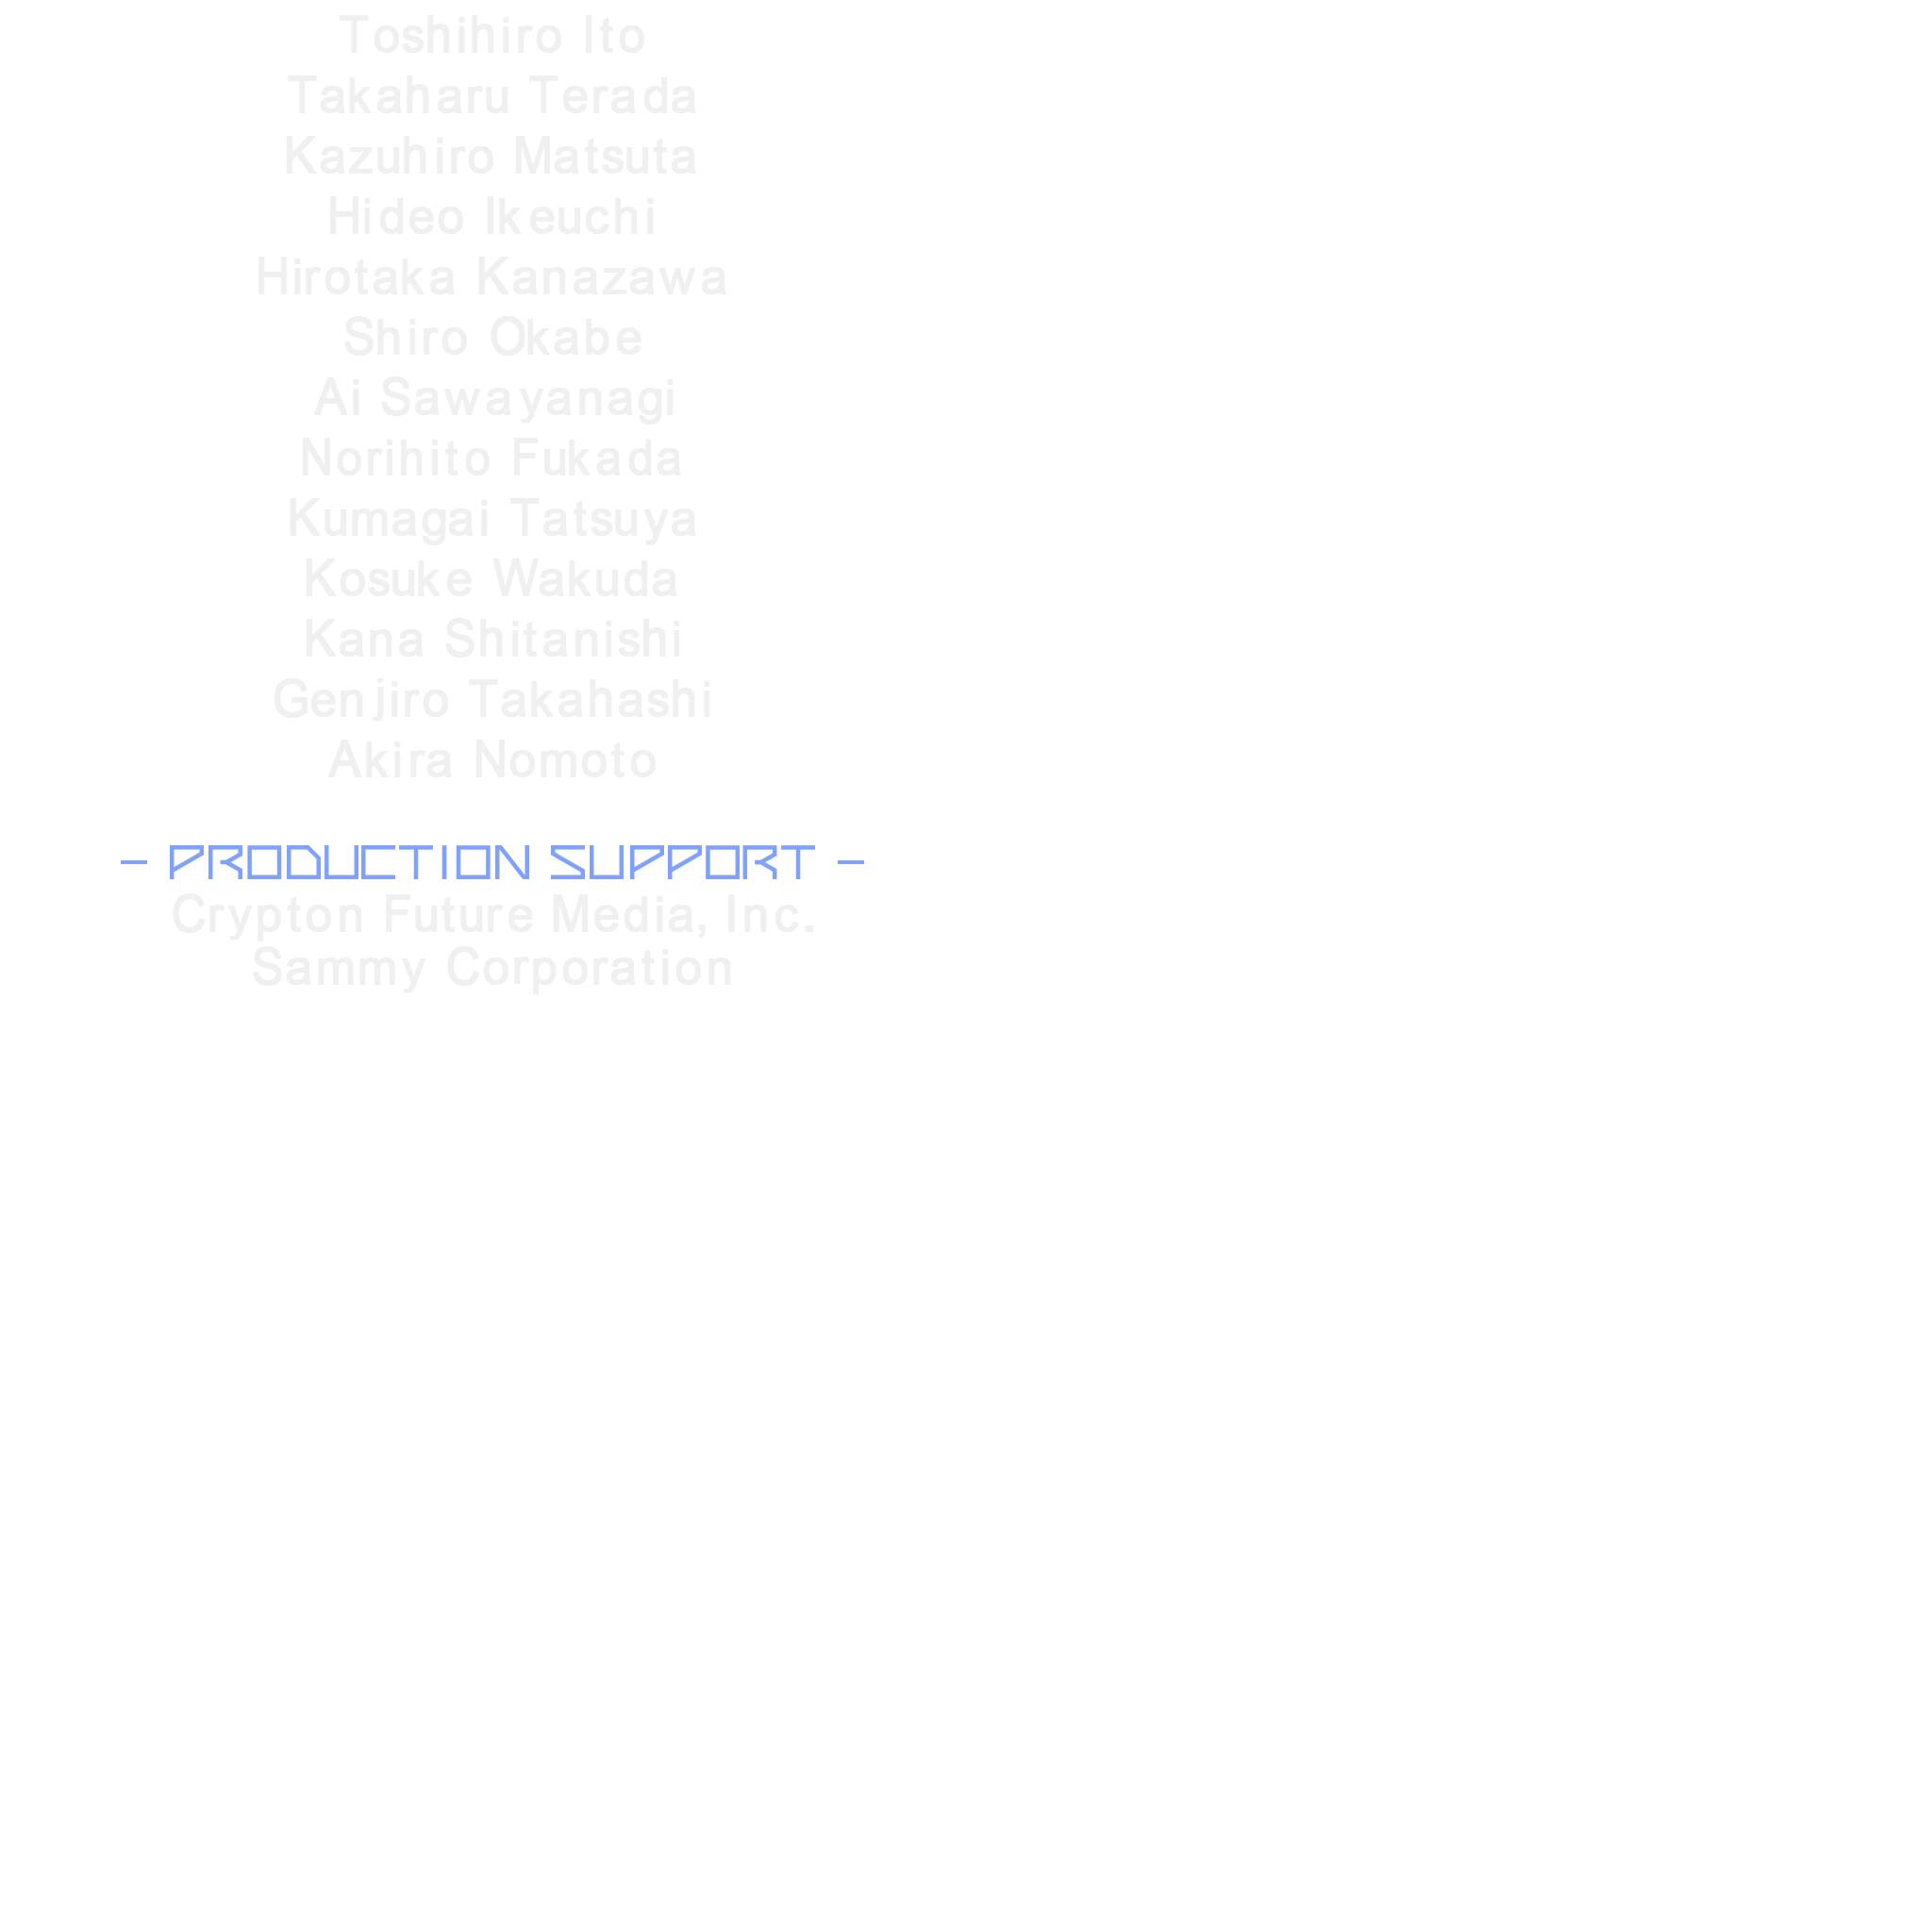 Toshihiro Ito
Takaharu Terada
Kazuhiro Matsuta
Hideo Ikeuchi
Hirotaka Kanazawa
Shiro Okabe
Ai Sawayanagi
Norihito Fukada
Kumagai Tatsuya
Kosuke Wakuda
Kana Shitanishi
Genjiro Takahashi
Akira Nomoto
- PRODUCTION SUPPORT -
Crypton Future Media, Inc.
Sammy Corporation